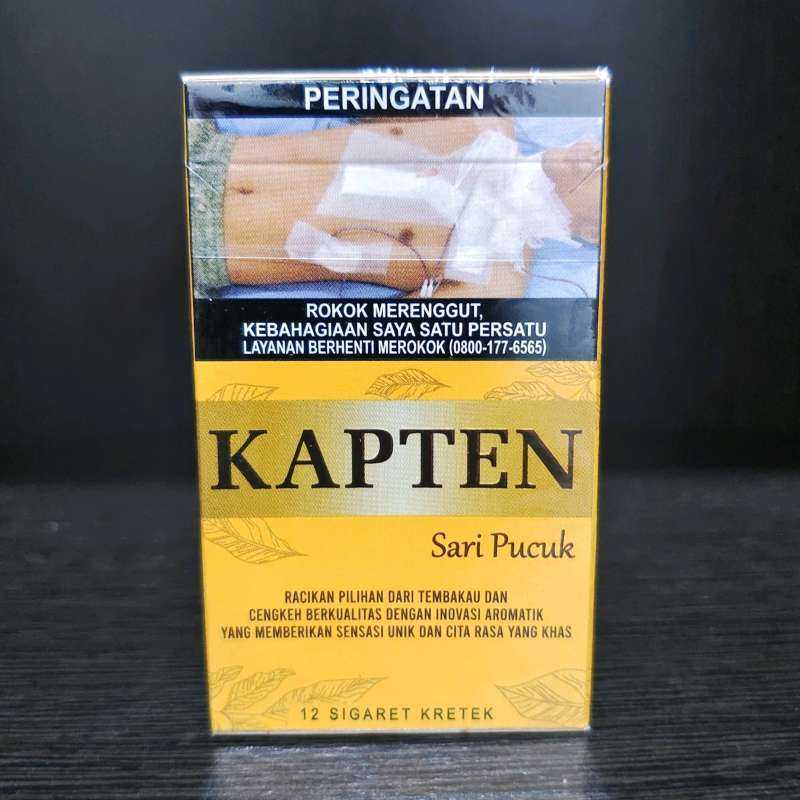 PERINGATAN
ROKOK MERENGGUT,
KEBAHAGIAAN SAYA SATU PERSATU
LAYANAN BERHENTI MEROKOK (0800-177-6565)
KAPTEN
Sari Pucuk
RACIKAN PILIHAN DARI TEMBAKAU DAN
CENGKEH BERKUALITAS DENGAN INOVASI AROMATIK
YANG MEMBERIKAN SENSASI UNIK DAN CITA RASA YANG KHAS
12 SIGARET KRETEK